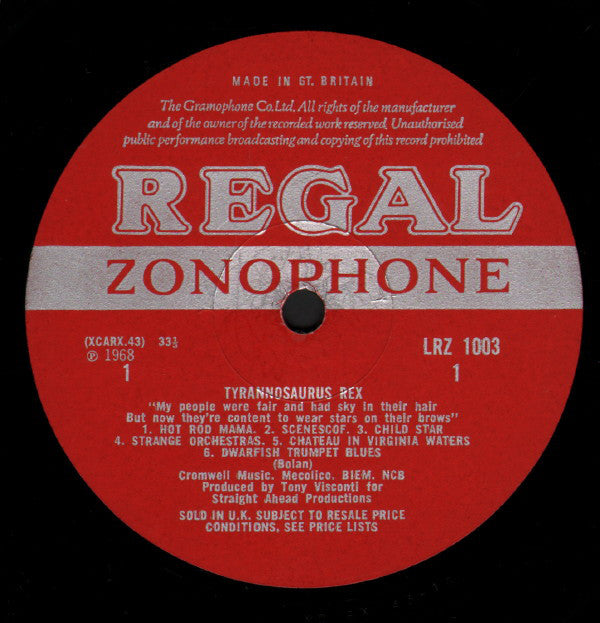 MADE IN GT. BRITAIN
The Gramophone Co.Ltd, All rights of the manufacturer
and of the owner of the recorded work reserved, Unauthorised
public performance broadcasting and copying of this record prohibited
REGAL
ZONOPHONE
(XCARX.43) 33⅓
℗ 1968
1
LRZ 1003
1
TYRANNOSAURUS REX
"My people were fair and had sky in their hair
But now they're content to wear stars on their brows"
1. HOT ROD MAMA. 2. SCENESCOF. 3. CHILD STAR
4. STRANGE ORCHESTRAS. 5. CHATEAU IN VIRGINIA WATERS
6. DWARFISH TRUMPET BLUES
(Bolan)
Cromwell Music. Mecolico. BIEM. NCB
Produced by Tony Visconti for
Straight Ahead Productions
SOLD IN U.K. SUBJECT TO RESALE PRICE
CONDITIONS, SEE PRICE LISTS